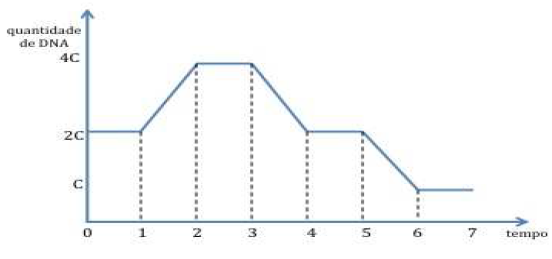 quantidade
de DNA
4C
2C
C
0 1 2 3 4 5 6 7 tempo